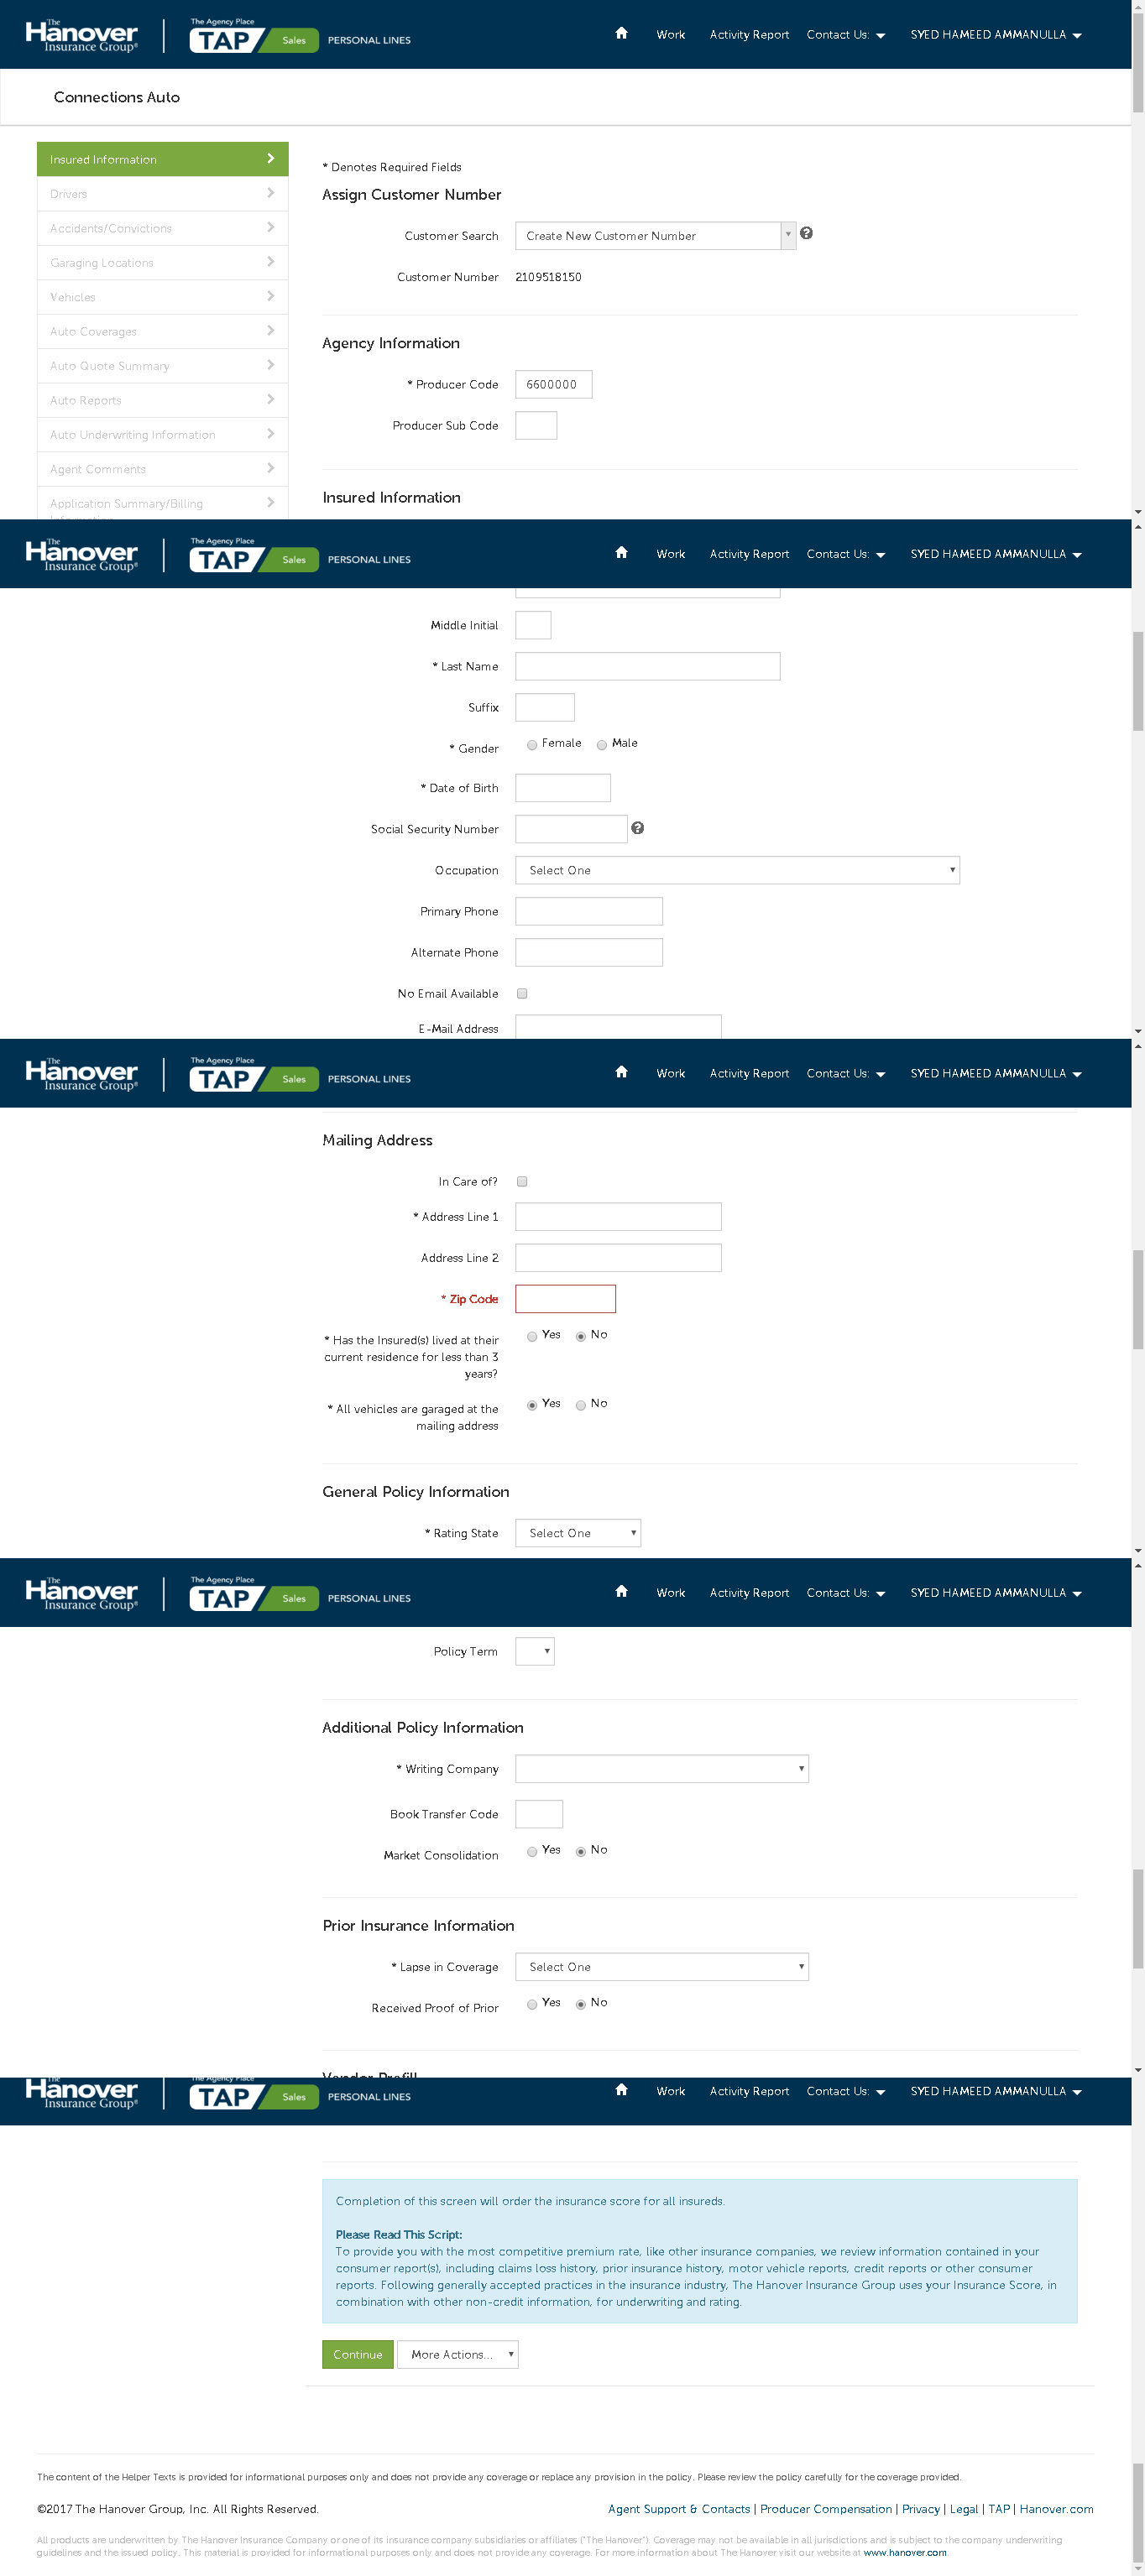 The Hanover Insurance Group®
The Agency Place
TAP Sales PERSONAL LINES
Work Activity Report Contact Us: SYED HAMEED AMMANULLA
Connections Auto
Insured Information
Drivers
Accidents/Convictions
Garaging Locations
Vehicles
Auto Coverages
Auto Quote Summary
Auto Reports
Auto Underwriting Information
Agent Comments
Application Summary/Billing
Information
* Denotes Required Fields
Assign Customer Number
Customer Search Create New Customer Number
Customer Number 2109518150
Agency Information
* Producer Code 6600000
Producer Sub Code
Insured Information
The Hanover Insurance Group®
The Agency Place
TAP Sales PERSONAL LINES
Work Activity Report Contact Us: SYED HAMEED AMMANULLA
Middle Initial
* Last Name
Suffix
* Gender Female Male
* Date of Birth
Social Security Number
Occupation Select One
Primary Phone
Alternate Phone
No Email Available
E-Mail Address
The Hanover Insurance Group®
The Agency Place
TAP Sales PERSONAL LINES
Work Activity Report Contact Us: SYED HAMEED AMMANULLA
Mailing Address
In Care of?
* Address Line 1
Address Line 2
* Zip Code
* Has the Insured(s) lived at their Yes No
current residence for less than 3
years?
* All vehicles are garaged at the Yes No
mailing address
General Policy Information
* Rating State Select One
The Hanover Insurance Group®
The Agency Place
TAP Sales PERSONAL LINES
Work Activity Report Contact Us: SYED HAMEED AMMANULLA
Policy Term
Additional Policy Information
* Writing Company
Book Transfer Code
Market Consolidation Yes No
Prior Insurance Information
* Lapse in Coverage Select One
Received Proof of Prior Yes No
Vendor Prefill
The Hanover Insurance Group®
The Agency Place
TAP Sales PERSONAL LINES
Work Activity Report Contact Us: SYED HAMEED AMMANULLA
Completion of this screen will order the insurance score for all insureds.
Please Read This Script:
To provide you with the most competitive premium rate, like other insurance companies, we review information contained in your
consumer report(s), including claims loss history, prior insurance history, motor vehicle reports, credit reports or other consumer
reports. Following generally accepted practices in the insurance industry, The Hanover Insurance Group uses your Insurance Score, in
combination with other non-credit information, for underwriting and rating.
Continue More Actions...
The content of the Helper Texts is provided for informational purposes only and does not provide any coverage or replace any provision in the policy. Please review the policy carefully for the coverage provided.
©2017 The Hanover Group, Inc. All Rights Reserved. Agent Support & Contacts | Producer Compensation | Privacy | Legal | TAP | Hanover.com
All products are underwritten by The Hanover Insurance Company or one of its insurance company subsidiaries or affiliates ("The Hanover"). Coverage may not be available in all jurisdictions and is subject to the company underwriting
guidelines and the issued policy. This material is provided for informational purposes only and does not provide any coverage. For more information about The Hanover visit our website at www.hanover.com.